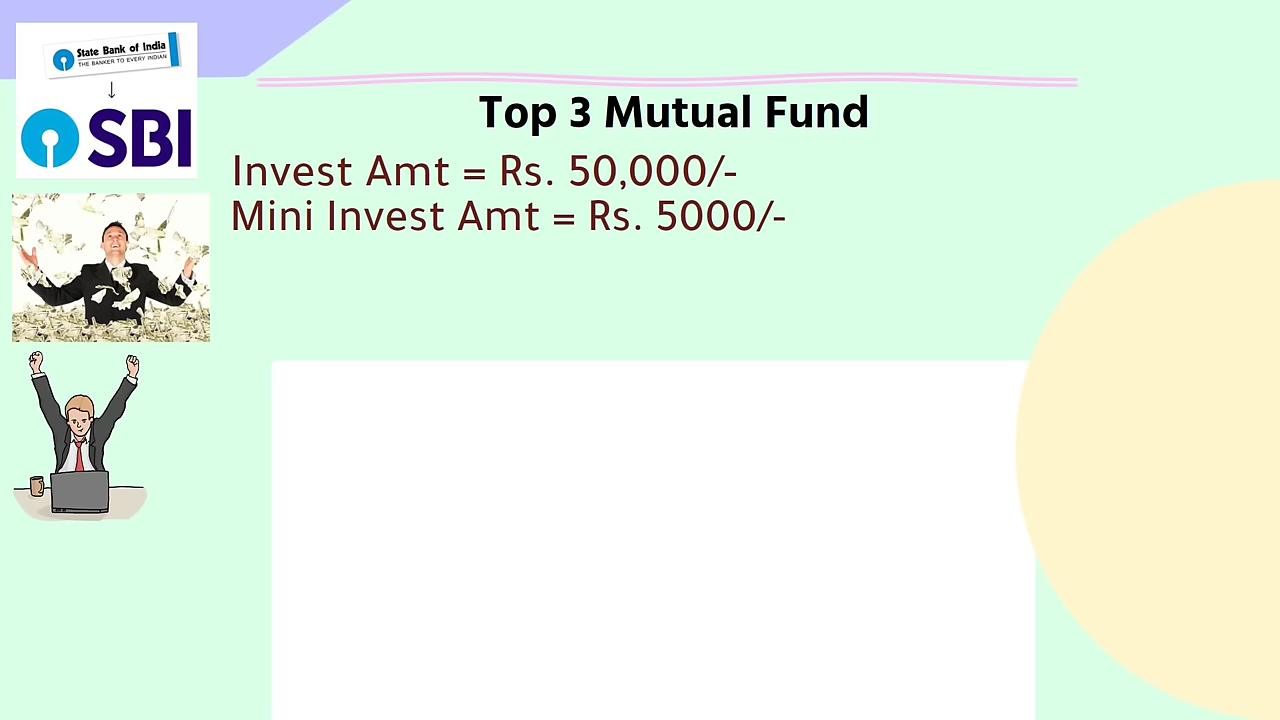 State Bank of India
THE BANKER TO EVERY INDIAN
SBI
Top 3 Mutual Fund
Invest Amt = Rs. 50,000/-
Mini Invest Amt = Rs. 5000/-